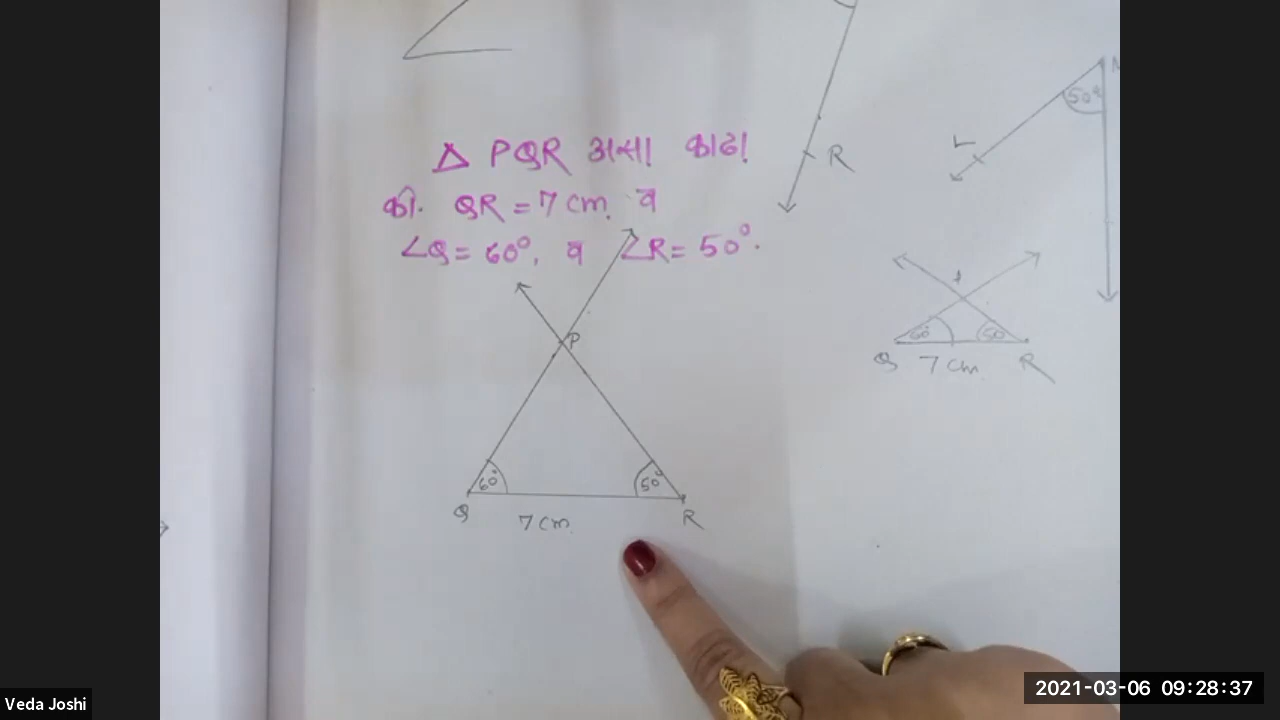 △ PQR असा काढा
की. QR = 7 cm. व
∠Q = 60°, व ∠R = 50°.
P
60°
50°
Q
7 cm
R
R
50°
60°
50
Q
7 cm
R
Veda Joshi
2021-03-06 09:28:37